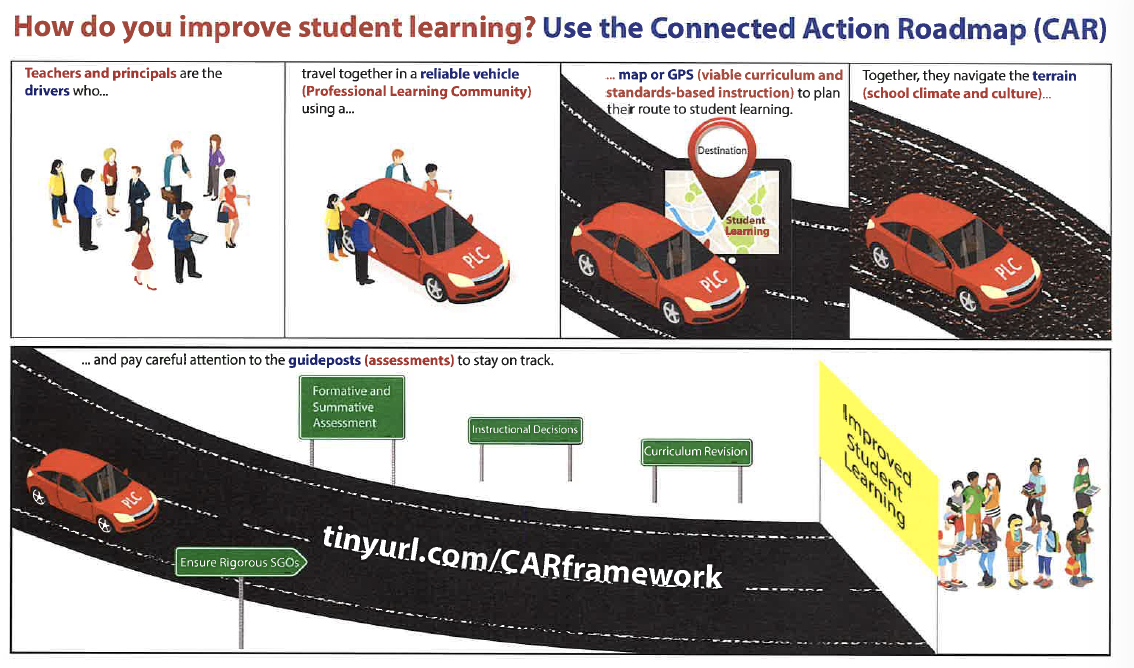 How do you improve student learning? Use the Connected Action Roadmap (CAR)
Teachers and principals are the
drivers who...
travel together in a reliable vehicle
(Professional Learning Community)
using a...
PLC
... map or GPS (viable curriculum and
standards-based instruction) to plan
their route to student learning.
Destination
Student
Learning
PLC
Together, they navigate the terrain
(school climate and culture)...
PLC
... and pay careful attention to the guideposts (assessments) to stay on track.
Formative and
Summative
Assessment
Instructional Decisions
Curriculum Revision
Improved
Student
Learning
PLC
Ensure Rigorous SGOs
tinyurl.com/CARframework